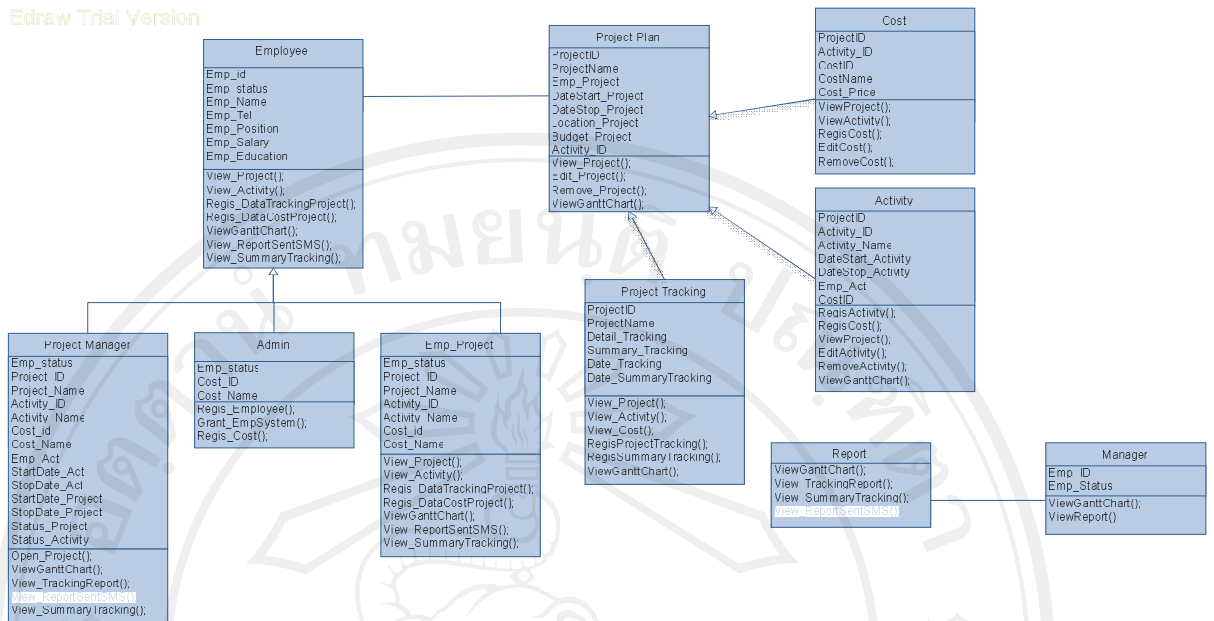 Edraw Trial Version
Employee
Emp_id
Emp_status
Emp_Name
Emp_Tel
Emp_Position
Emp_Salary
Emp_Education
View_Project();
View_Activity();
Regis_DataTrackingProject();
Regis_DataCostProject();
ViewGanttChart();
View_ReportSentSMS();
View_SummaryTracking();
Project Plan
ProjectID
ProjectName
Emp_Project
DateStart_Project
DateStop_Project
Location_Project
Budget_Project
Activity_ID
View_Project();
Edit_Project();
Remove_Project();
ViewGanttChart();
Cost
ProjectID
Activity_ID
CostID
CostName
Cost_Price
ViewProject();
ViewActivity();
RegisCost();
EditCost();
RemoveCost();
Activity
ProjectID
Activity_ID
Activity_Name
DateStart_Activity
DateStop_Activity
Emp_Act
CostID
RegisActivity();
RegisCost();
ViewProject();
EditActivity();
RemoveActivity();
ViewGanttChart();
Project Tracking
ProjectID
ProjectName
Detail_Tracking
Summary_Tracking
Date_Tracking
Date_SummaryTracking
View_Project();
View_Activity();
View_Cost();
RegisProjectTracking();
RegisSummaryTracking();
ViewGanttChart();
Project Manager
Emp_status
Project_ID
Project_Name
Activity_ID
Activity_Name
Cost_id
Cost_Name
Emp_Act
StartDate_Act
StopDate_Act
StartDate_Project
StopDate_Project
Status_Project
Status_Activity
Open_Project();
ViewGanttChart();
View_TrackingReport();
View_ReportSentSMS();
View_SummaryTracking();
Admin
Emp_status
Cost_ID
Cost_Name
Regis_Employee();
Grant_EmpSystem();
Regis_Cost();
Emp_Project
Emp_status
Project_ID
Project_Name
Activity_ID
Activity_Name
Cost_id
Cost_Name
View_Project();
View_Activity();
Regis_DataTrackingProject();
Regis_DataCostProject();
ViewGanttChart();
View_ReportSentSMS();
View_SummaryTracking();
Report
ViewGanttChart();
View_TrackingReport();
View_SummaryTracking();
View_ReportSentSMS();
Manager
Emp_ID
Emp_Status
ViewGanttChart();
ViewReport()